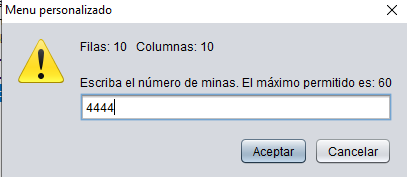 Menu personalizado
Filas: 10 Columnas: 10
Escriba el número de minas. El máximo permitido es: 60
4444
Aceptar
Cancelar